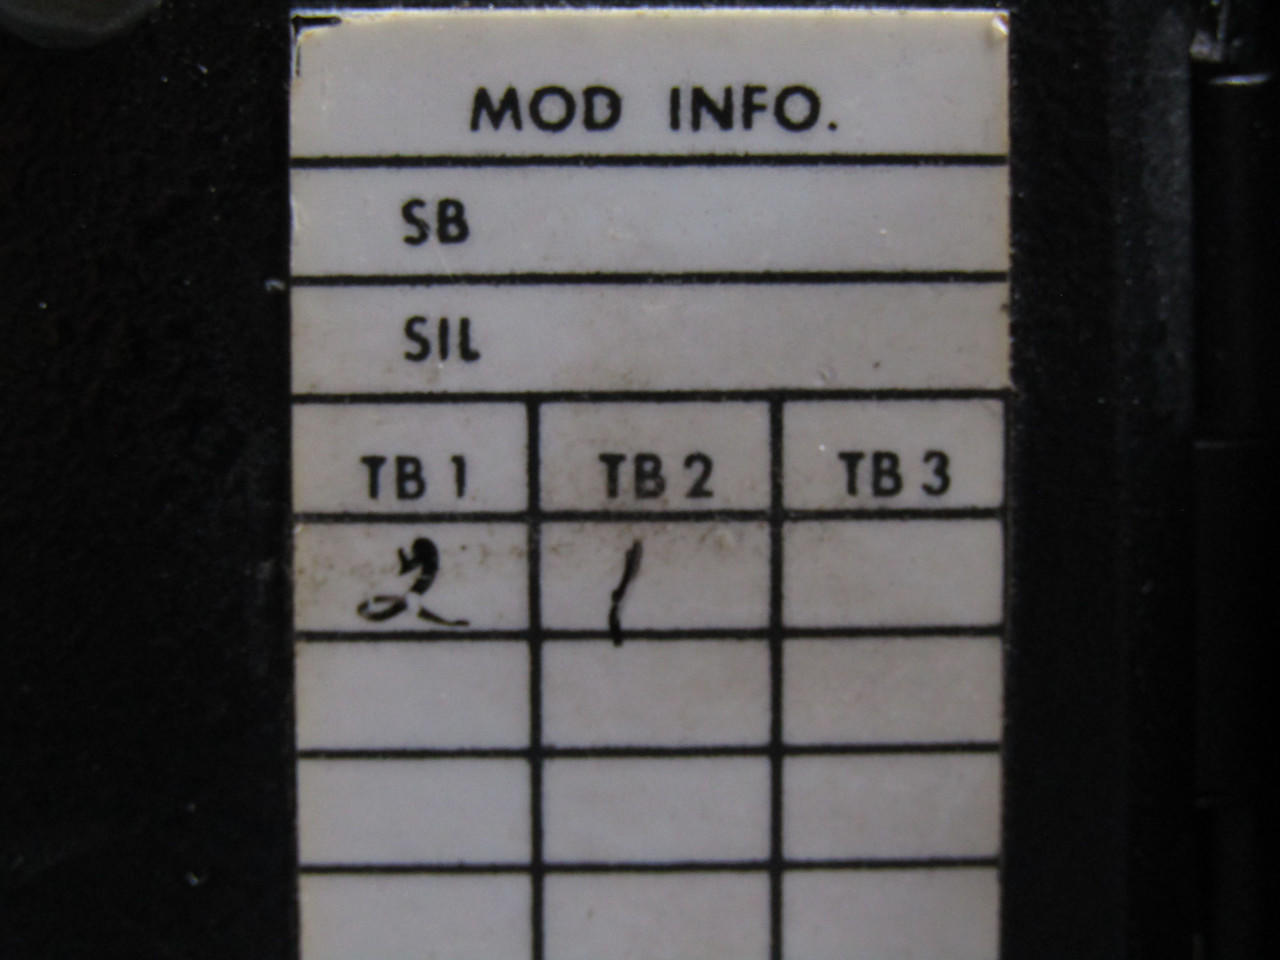 MOD INFO.
SB
SIL
TB 1 TB 2 TB 3
2 1